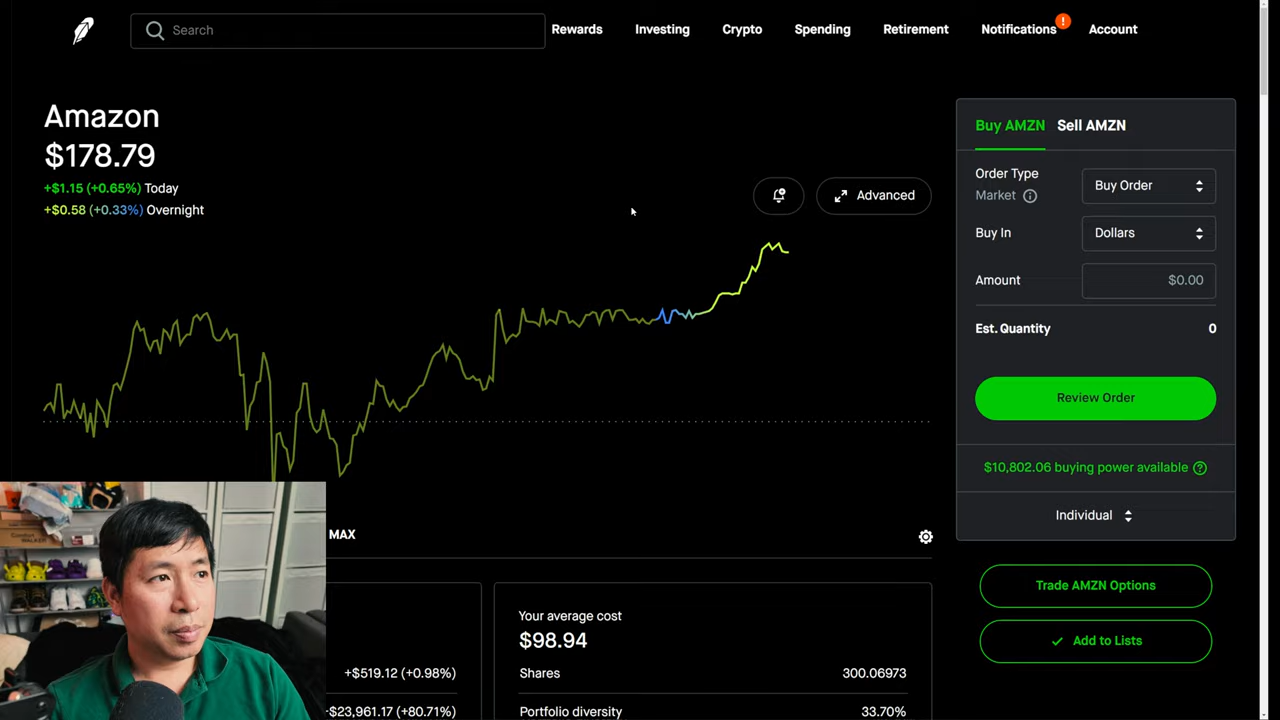 Search
Rewards
Investing
Crypto
Spending
Retirement
Notifications
!
Account
Amazon
$178.79
+$1.15 (+0.65%) Today
+$0.58 (+0.33%) Overnight
Advanced
Buy AMZN
Sell AMZN
Order Type
Market
Buy Order
Buy In
Dollars
Amount
$0.00
Est. Quantity
0
Review Order
$10,802.06 buying power available
Individual
Trade AMZN Options
Add to Lists
MAX
+$519.12 (+0.98%)
+$23,961.17 (+80.71%)
Your average cost
$98.94
Shares
300.06973
Portfolio diversity
33.70%